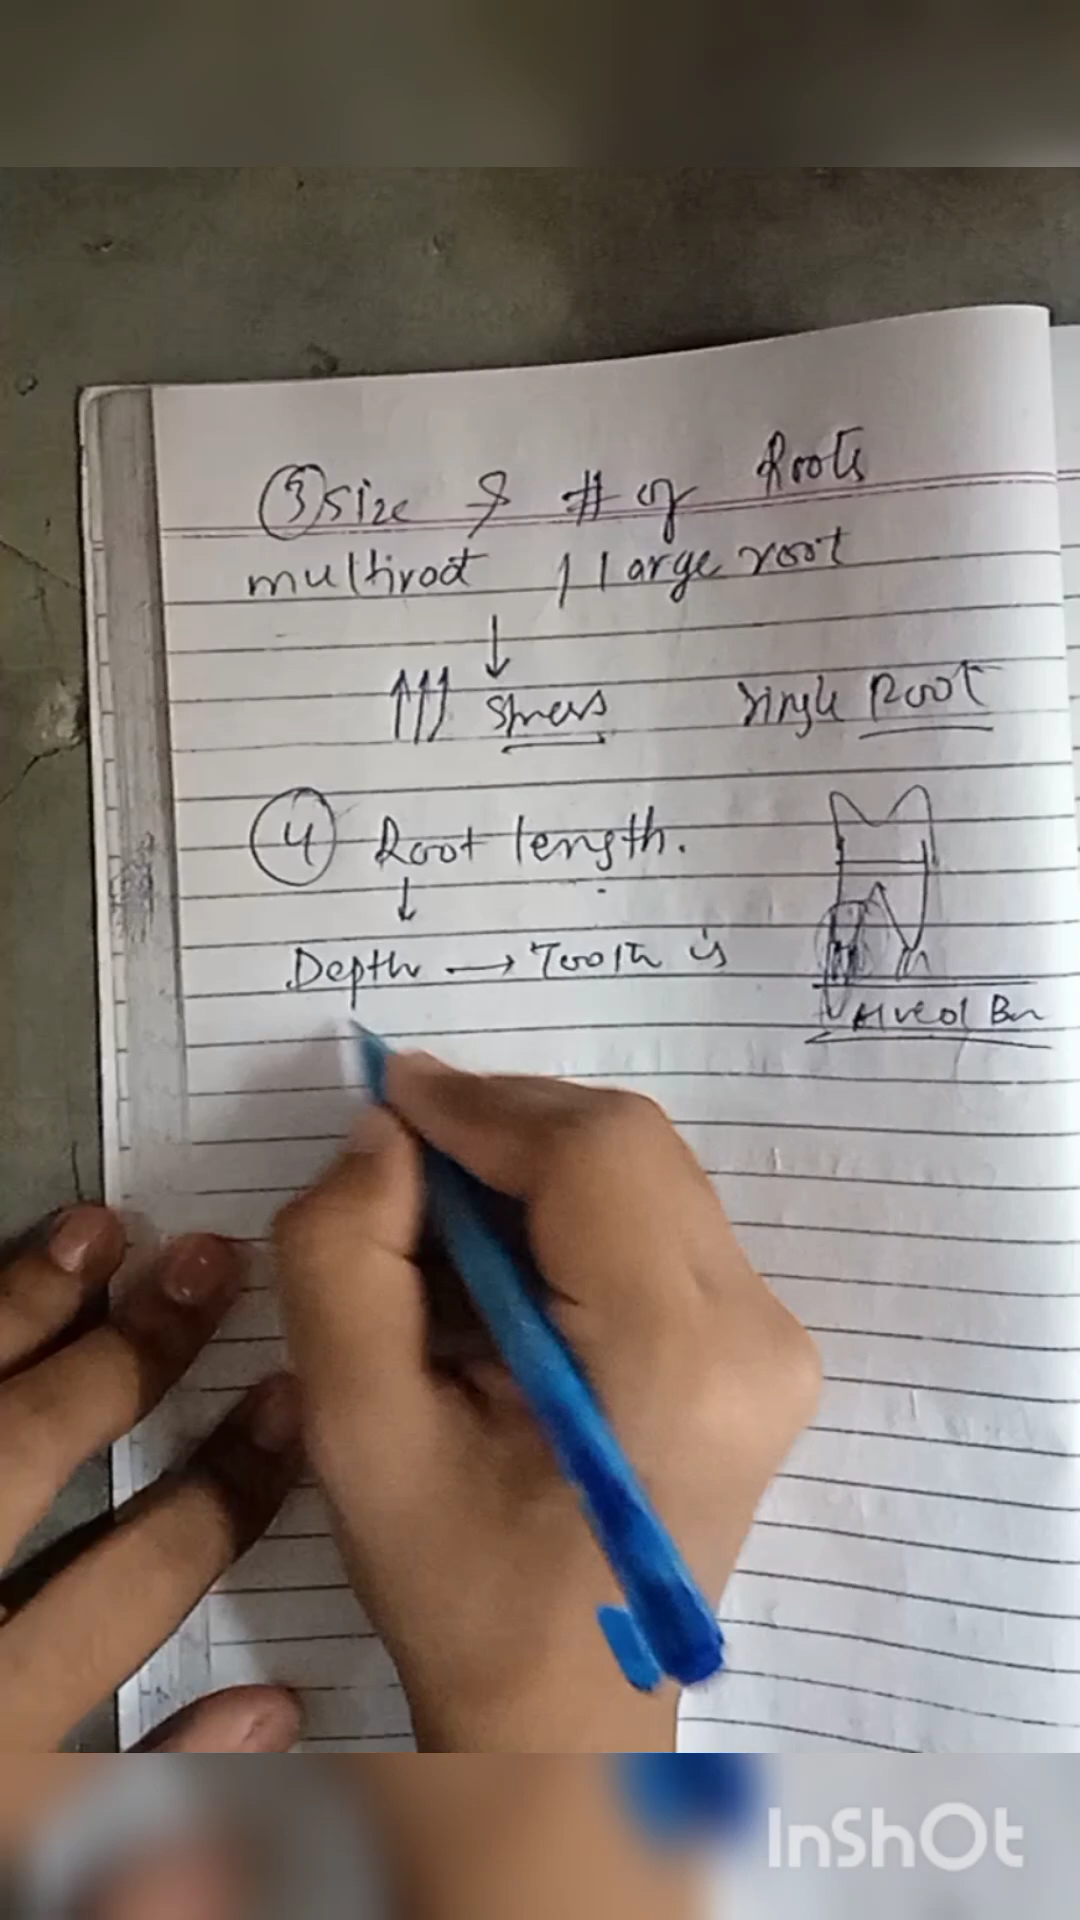 ③ size & # of Roots
multiroot / large root
↓
↑↑↑ stress single Root
④ Root length.
↓
Depth → Tooth is
Alveol Bn
InShOt